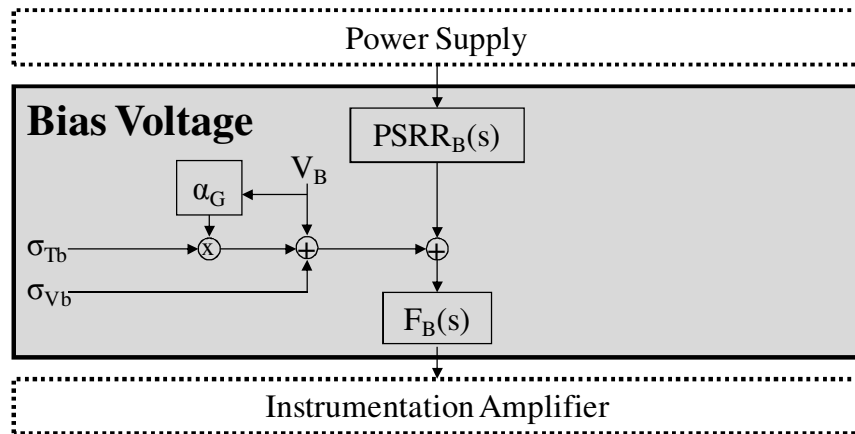 Power Supply
Bias Voltage
PSRR_B(s)
V_B
α_G
σ_Tb
x
+
+
σ_Vb
F_B(s)
Instrumentation Amplifier